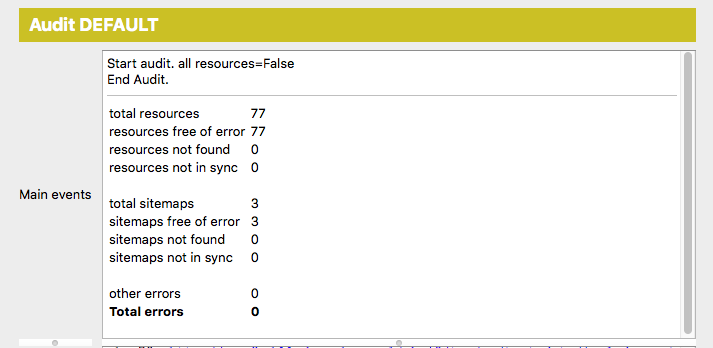 Audit DEFAULT
Start audit. all resources=False
End Audit.
total resources 77
resources free of error 77
resources not found 0
resources not in sync 0
Main events
total sitemaps 3
sitemaps free of error 3
sitemaps not found 0
sitemaps not in sync 0
other errors 0
Total errors 0